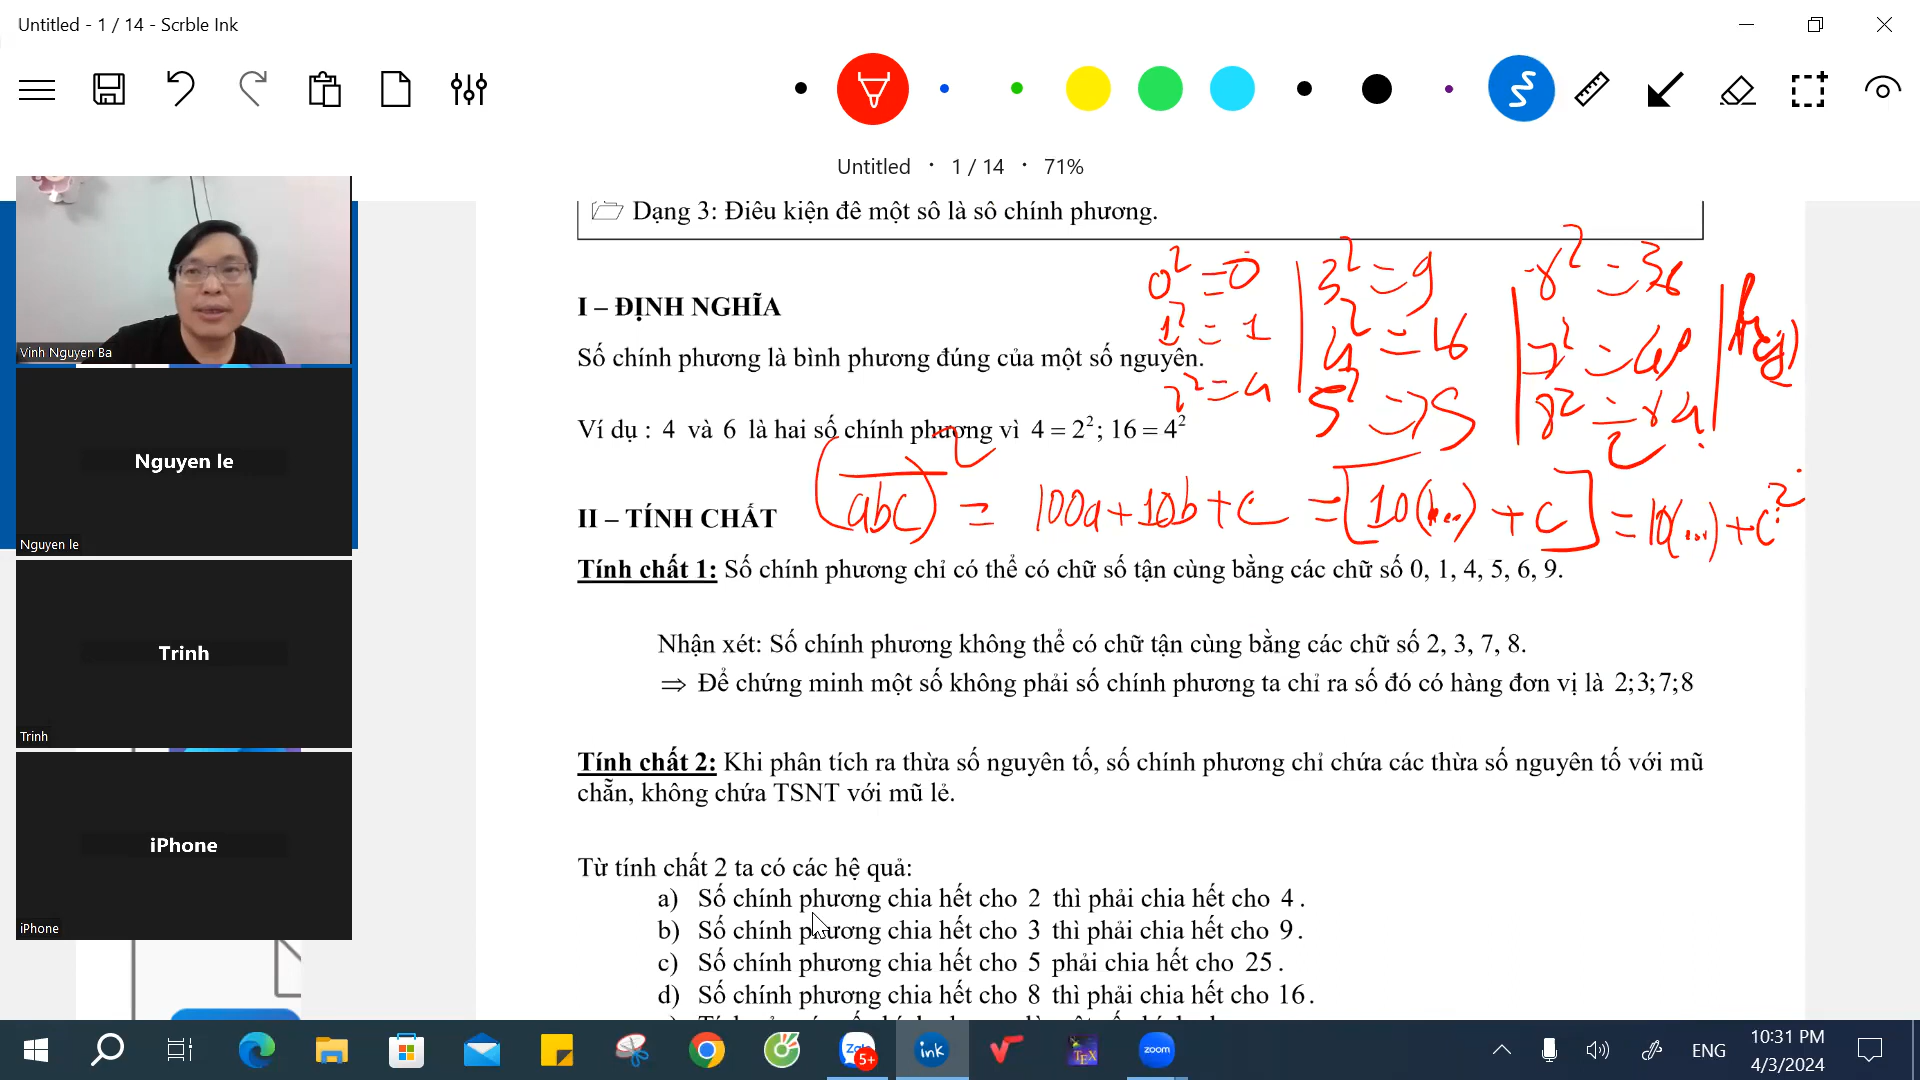 Untitled - 1 / 14 - Scrble Ink
Untitled · 1 / 14 · 71%
Dạng 3: Điều kiện để một số là số chính phương.
0² = 0
3² = 9
= 36
I – ĐỊNH NGHĨA
1² = 1
4² = 16
7² = 49
Vinh Nguyen Ba
Số chính phương là bình phương đúng của một số nguyên.
2² = 4
5²
8² =
Ví dụ : 4 và 6 là hai số chính phương vì 4 = 2²; 16 = 4²
Nguyen le
(abc)² = 100a + 10b + c = [10(...) + c]² = 10(...) + c²
II – TÍNH CHẤT
Nguyen le
Tính chất 1: Số chính phương chỉ có thể có chữ số tận cùng bằng các chữ số 0, 1, 4, 5, 6, 9.
Nhận xét: Số chính phương không thể có chữ tận cùng bằng các chữ số 2, 3, 7, 8.
Trinh
⇒ Để chứng minh một số không phải số chính phương ta chỉ ra số đó có hàng đơn vị là 2;3;7;8
Trinh
Tính chất 2: Khi phân tích ra thừa số nguyên tố, số chính phương chỉ chứa các thừa số nguyên tố với mũ
chẵn, không chứa TSNT với mũ lẻ.
iPhone
Từ tính chất 2 ta có các hệ quả:
a) Số chính phương chia hết cho 2 thì phải chia hết cho 4.
iPhone
b) Số chính phương chia hết cho 3 thì phải chia hết cho 9.
c) Số chính phương chia hết cho 5 phải chia hết cho 25.
d) Số chính phương chia hết cho 8 thì phải chia hết cho 16.
Zalo
5+
ink
TEX
zoom
ENG
10:31 PM
4/3/2024